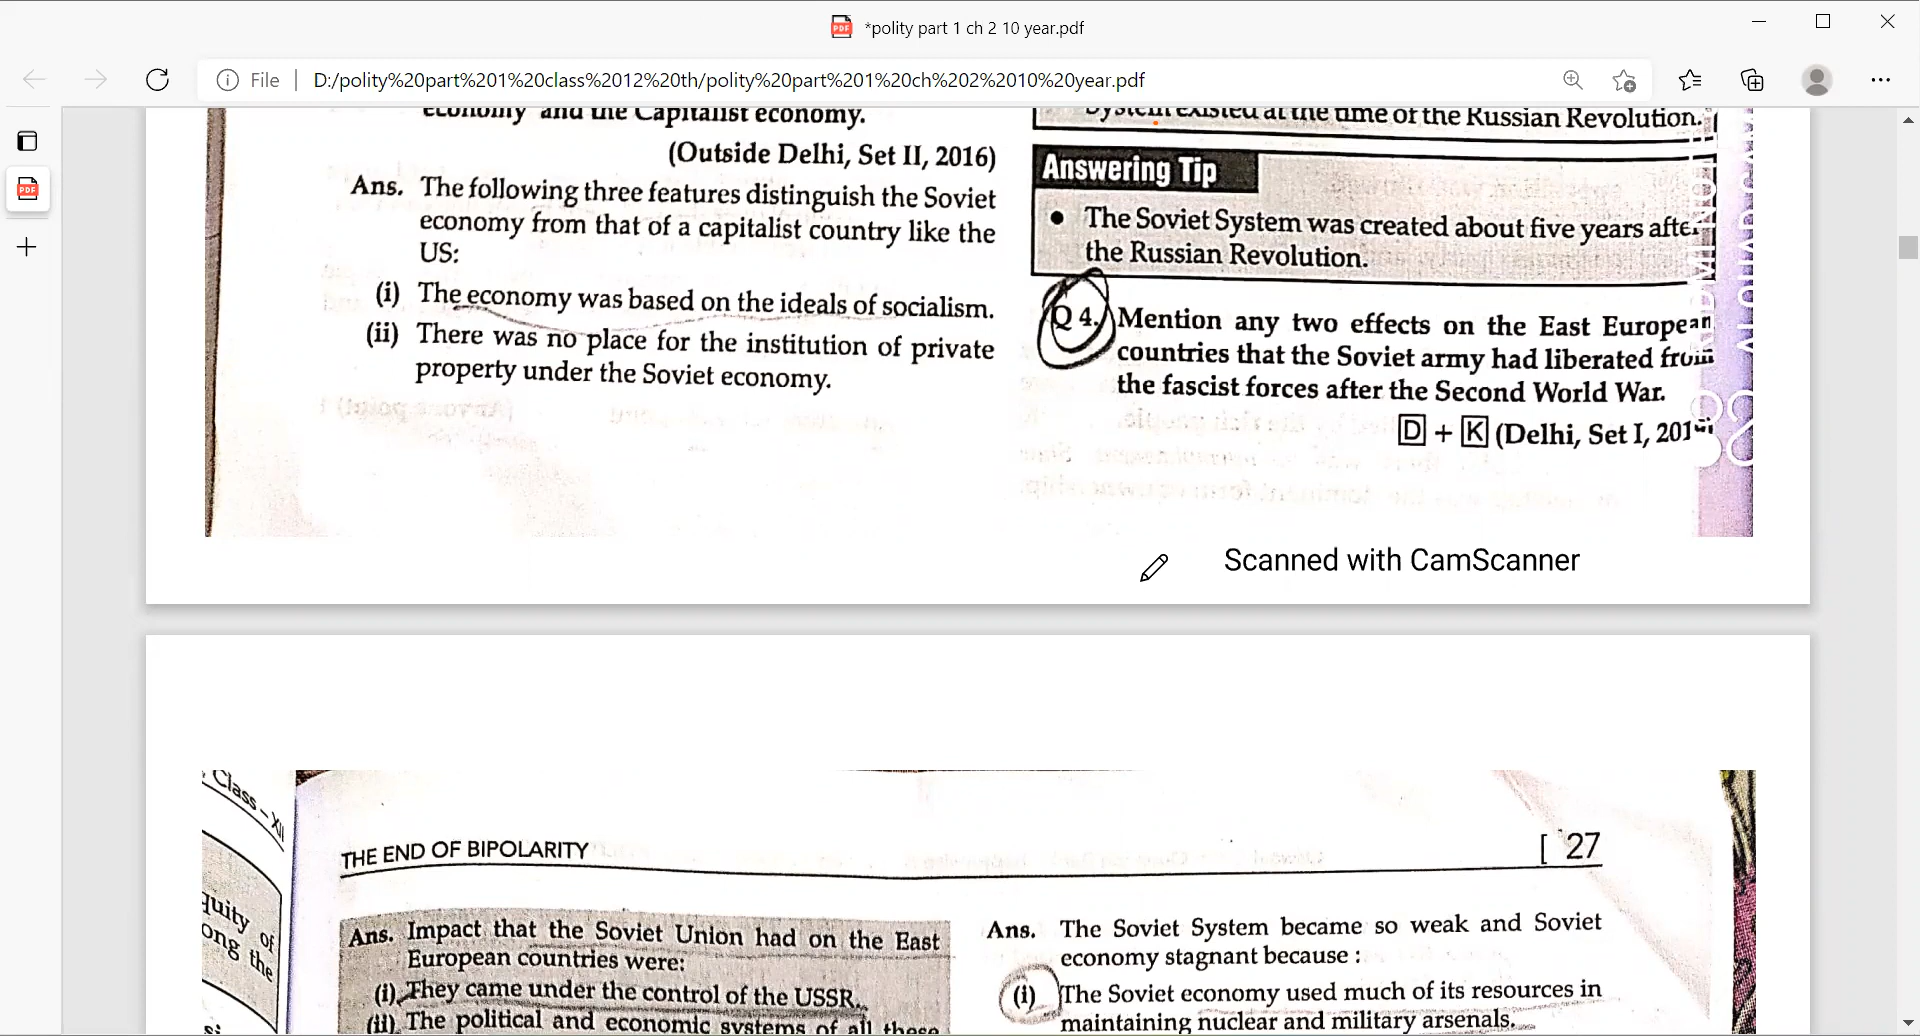 *polity part 1 ch 2 10 year.pdf
File
D:/polity%20part%201%20class%2012%20th/polity%20part%201%20ch%202%2010%20year.pdf
economy and the Capitalist economy.
(Outside Delhi, Set II, 2016)
Ans. The following three features distinguish the Soviet
economy from that of a capitalist country like the
US:
(i) The economy was based on the ideals of socialism.
(ii) There was no place for the institution of private
property under the Soviet economy.
System existed at the time of the Russian Revolution.
Answering Tip
• The Soviet System was created about five years after
the Russian Revolution.
Q 4. Mention any two effects on the East European
countries that the Soviet army had liberated from
the fascist forces after the Second World War.
D + K (Delhi, Set I, 201
Scanned with CamScanner
Class – XII
THE END OF BIPOLARITY
[ 27
quity of
ong the
Ans. Impact that the Soviet Union had on the East
European countries were:
(i) They came under the control of the USSR.
(ii) The political and economic systems of all these
Ans. The Soviet System became so weak and Soviet
economy stagnant because :
(i) The Soviet economy used much of its resources in
maintaining nuclear and military arsenals.